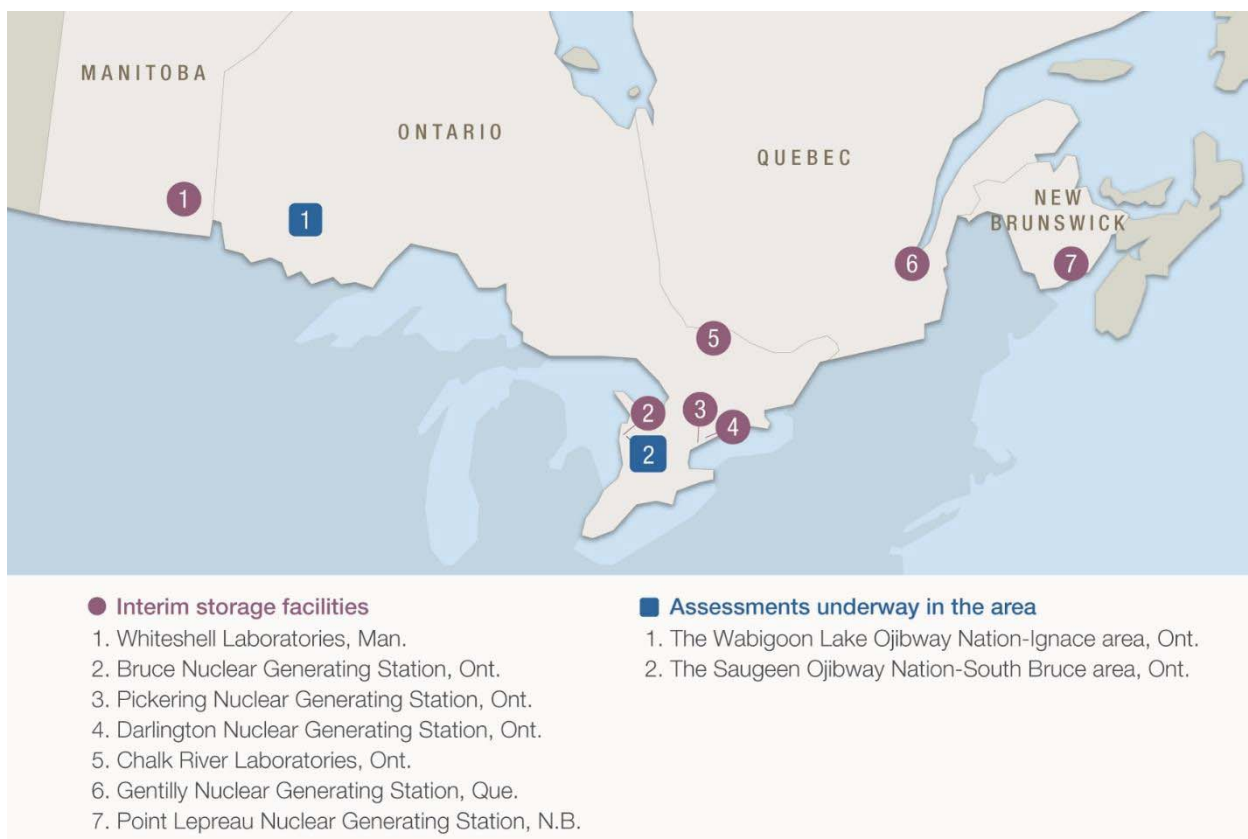 MANITOBA
ONTARIO
QUEBEC
NEW
BRUNSWICK
1
1
6
7
5
2
3
4
2
Interim storage facilities
1. Whiteshell Laboratories, Man.
2. Bruce Nuclear Generating Station, Ont.
3. Pickering Nuclear Generating Station, Ont.
4. Darlington Nuclear Generating Station, Ont.
5. Chalk River Laboratories, Ont.
6. Gentilly Nuclear Generating Station, Que.
7. Point Lepreau Nuclear Generating Station, N.B.
Assessments underway in the area
1. The Wabigoon Lake Ojibway Nation-Ignace area, Ont.
2. The Saugeen Ojibway Nation-South Bruce area, Ont.